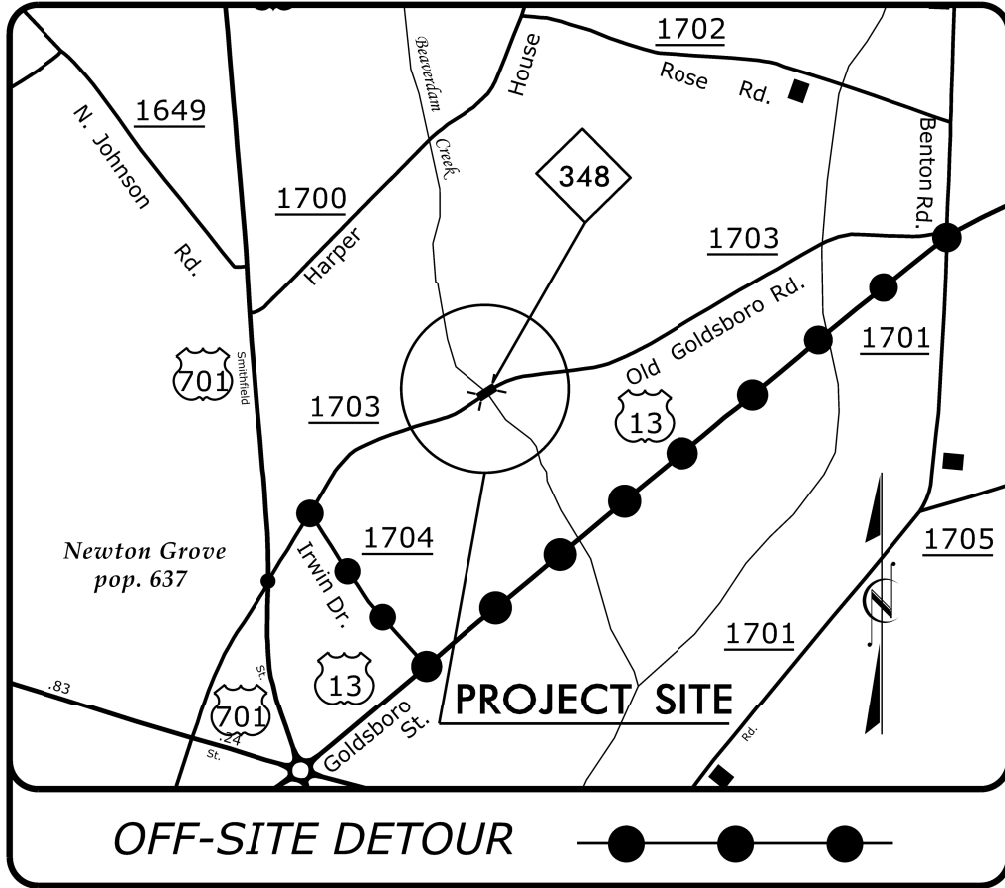 1702
House
Beaverdam
Creek
Rose Rd.
1649
N. Johnson
Rd.
Benton Rd.
348
1700
Harper
1703
Old Goldsboro Rd.
1701
701
Smithfield
13
1703
1704
1705
Newton Grove
pop. 637
Irwin Dr.
1701
N
13
St.
.83
701
PROJECT SITE
Goldsboro
St.
.24
St.
Rd.
OFF-SITE DETOUR